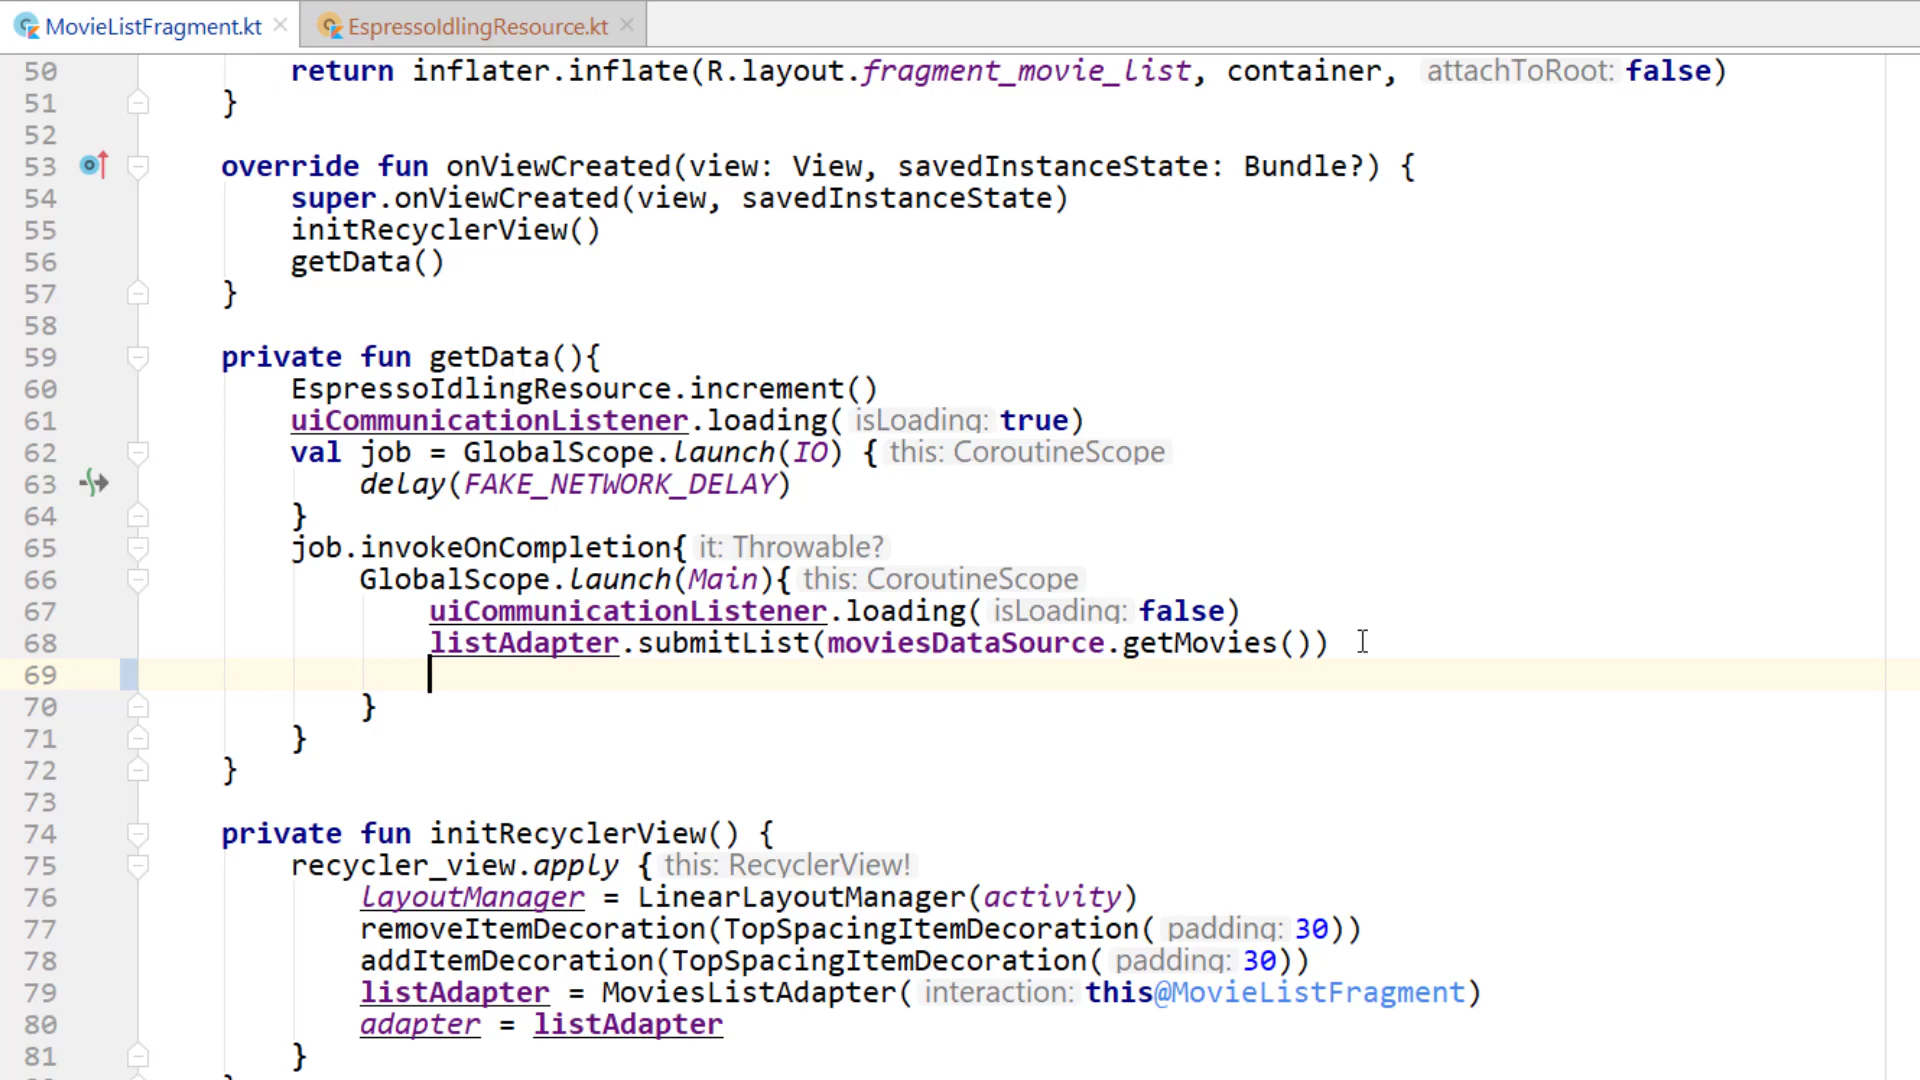 MovieListFragment.kt EspressoIdlingResource.kt
50 return inflater.inflate(R.layout.fragment_movie_list, container, attachToRoot: false)
51 }
52
53 override fun onViewCreated(view: View, savedInstanceState: Bundle?) {
54 super.onViewCreated(view, savedInstanceState)
55 initRecyclerView()
56 getData()
57 }
58
59 private fun getData(){
60 EspressoIdlingResource.increment()
61 uiCommunicationListener.loading( isLoading: true)
62 val job = GlobalScope.launch(IO) { this: CoroutineScope
63 delay(FAKE_NETWORK_DELAY)
64 }
65 job.invokeOnCompletion{ it: Throwable?
66 GlobalScope.launch(Main){ this: CoroutineScope
67 uiCommunicationListener.loading( isLoading: false)
68 listAdapter.submitList(moviesDataSource.getMovies())
69
70 }
71 }
72 }
73
74 private fun initRecyclerView() {
75 recycler_view.apply { this: RecyclerView!
76 layoutManager = LinearLayoutManager(activity)
77 removeItemDecoration(TopSpacingItemDecoration( padding: 30))
78 addItemDecoration(TopSpacingItemDecoration( padding: 30))
79 listAdapter = MoviesListAdapter( interaction: this@MovieListFragment)
80 adapter = listAdapter
81 }